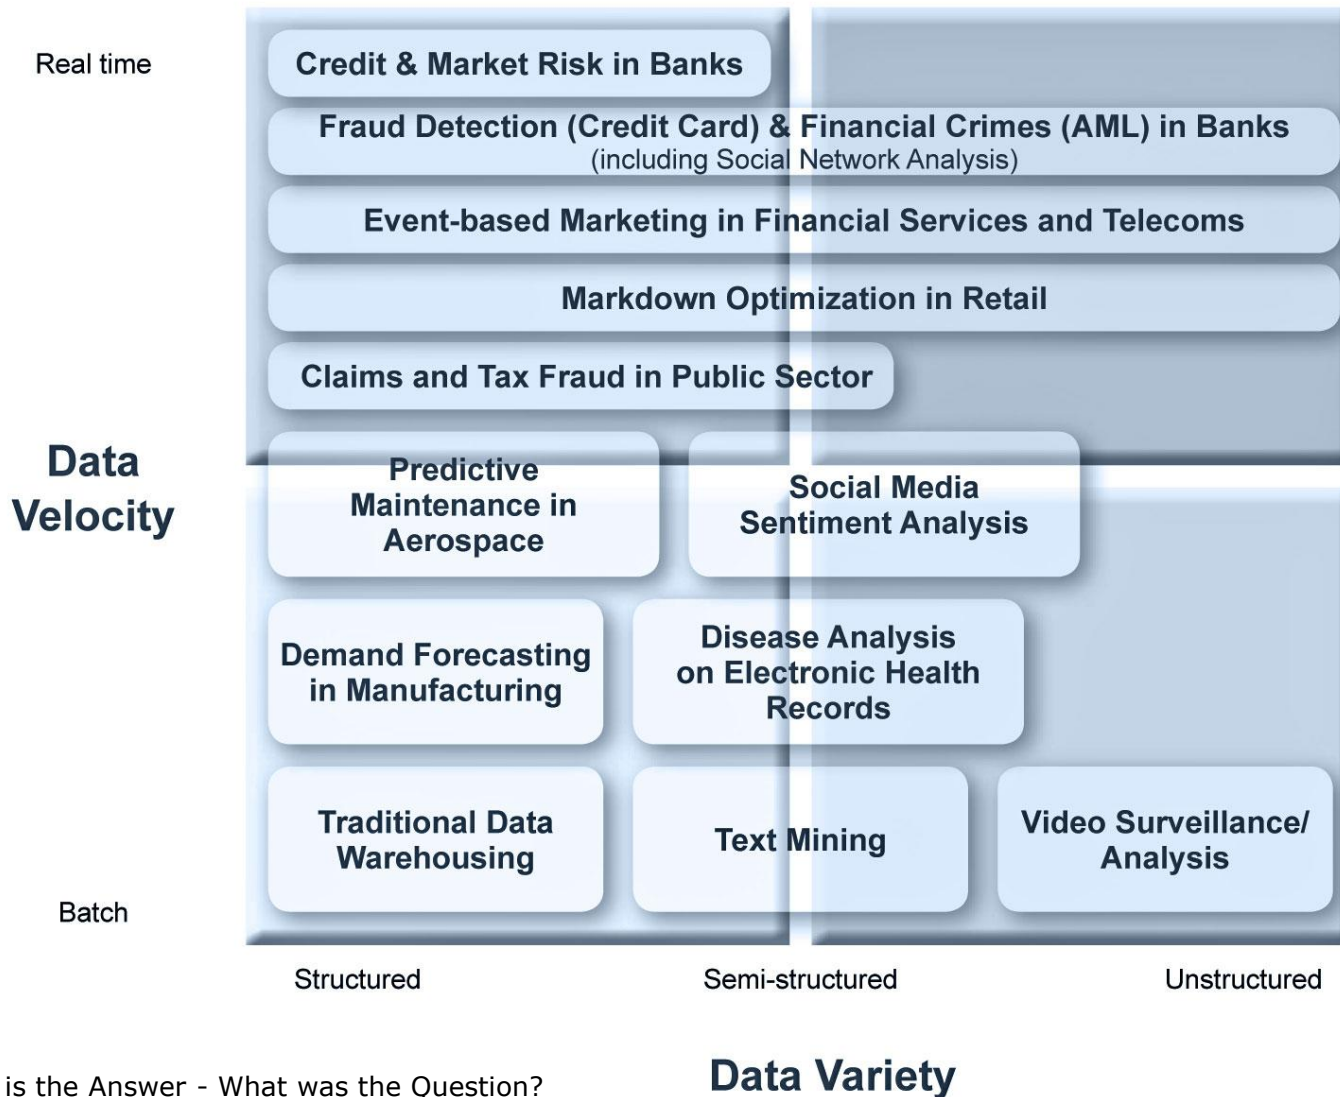 Real time
Credit & Market Risk in Banks
Fraud Detection (Credit Card) & Financial Crimes (AML) in Banks
(including Social Network Analysis)
Event-based Marketing in Financial Services and Telecoms
Markdown Optimization in Retail
Claims and Tax Fraud in Public Sector
Data
Velocity
Predictive
Maintenance in
Aerospace
Social Media
Sentiment Analysis
Demand Forecasting
in Manufacturing
Disease Analysis
on Electronic Health
Records
Traditional Data
Warehousing
Text Mining
Video Surveillance/
Analysis
Batch
Structured
Semi-structured
Unstructured
Data Variety
is the Answer - What was the Question?